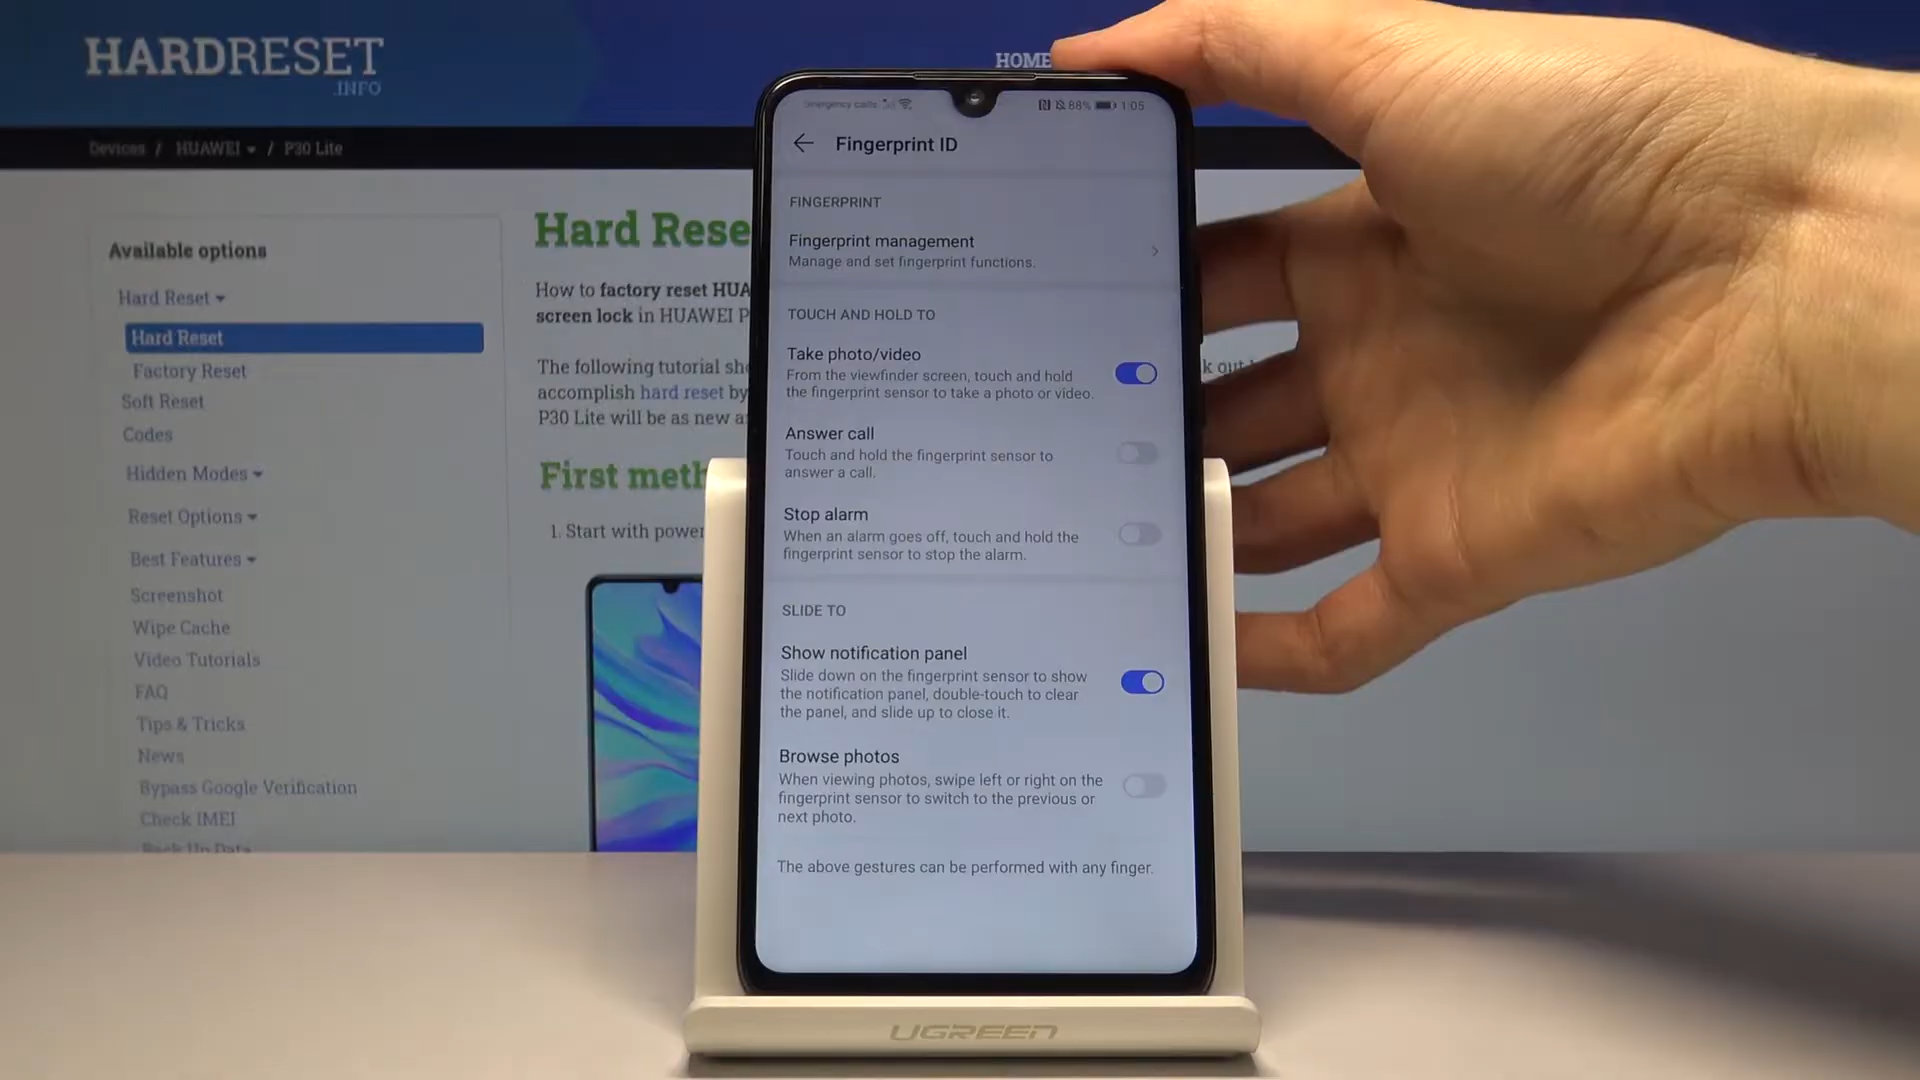 HARDRESET
.INFO
HOME
Devices / HUAWEI / P30 Lite
Available options
Hard Reset
Hard Reset
Factory Reset
Soft Reset
Codes
Hidden Modes
Reset Options
Best Features
Screenshot
Wipe Cache
Video Tutorials
FAQ
Tips & Tricks
News
Bypass Google Verification
Check IMEI
Back Up Data
Hard Rese
How to factory reset HUA
screen lock in HUAWEI P
The following tutorial sh
accomplish hard reset by
P30 Lite will be as new a
First meth
1. Start with power
k out
Emergency calls
88% 1:05
Fingerprint ID
FINGERPRINT
Fingerprint management
Manage and set fingerprint functions.
TOUCH AND HOLD TO
Take photo/video
From the viewfinder screen, touch and hold
the fingerprint sensor to take a photo or video.
Answer call
Touch and hold the fingerprint sensor to
answer a call.
Stop alarm
When an alarm goes off, touch and hold the
fingerprint sensor to stop the alarm.
SLIDE TO
Show notification panel
Slide down on the fingerprint sensor to show
the notification panel, double-touch to clear
the panel, and slide up to close it.
Browse photos
When viewing photos, swipe left or right on the
fingerprint sensor to switch to the previous or
next photo.
The above gestures can be performed with any finger.
UGREEN